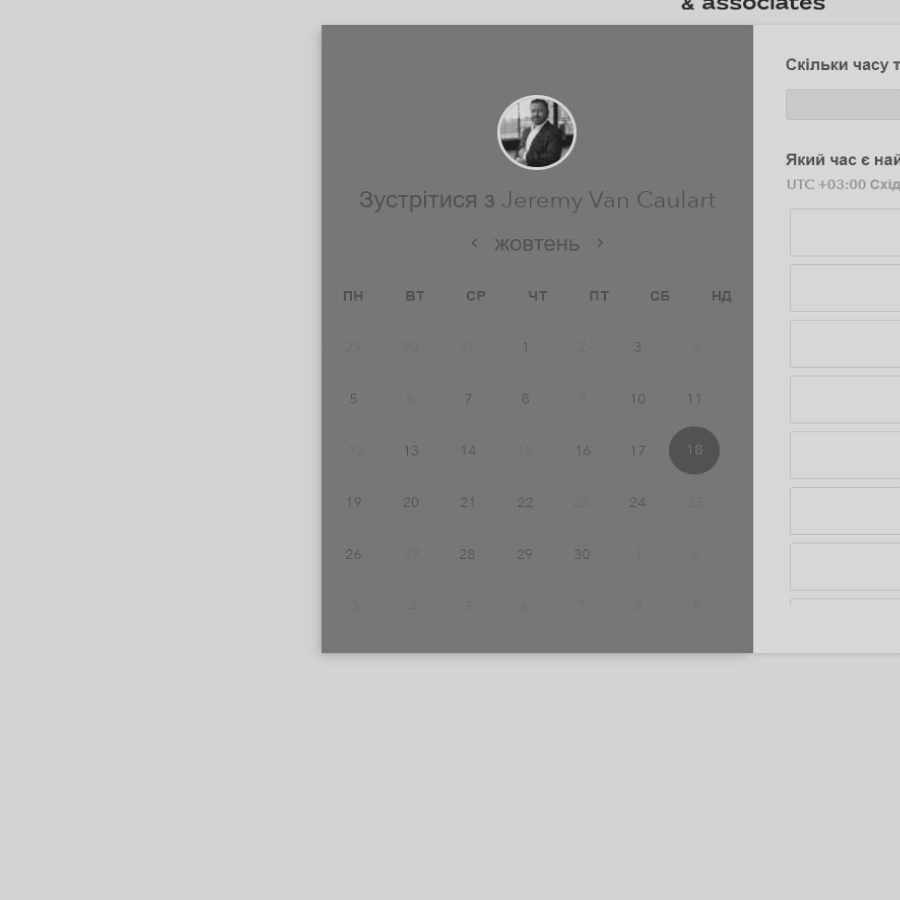 & associates
Зустрітися з Jeremy Van Caulart
жовтень
ПН ВТ СР ЧТ ПТ СБ НД
29 30 31 1 2 3 4
5 6 7 8 9 10 11
12 13 14 15 16 17 18
19 20 21 22 23 24 25
26 27 28 29 30 1 2
3 4 5 6 7 8 9
Скільки часу т
Який час є най
UTC +03:00 Схід